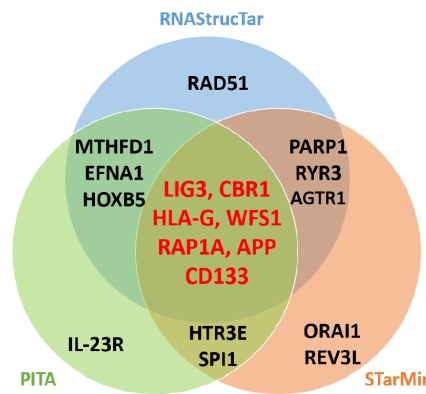 RNAStrucTar
RAD51
MTHFD1
EFNA1
HOXB5
PARP1
RYR3
AGTR1
LIG3, CBR1
HLA-G, WFS1
RAP1A, APP
CD133
IL-23R
HTR3E
SPI1
ORAI1
REV3L
PITA
STarMir